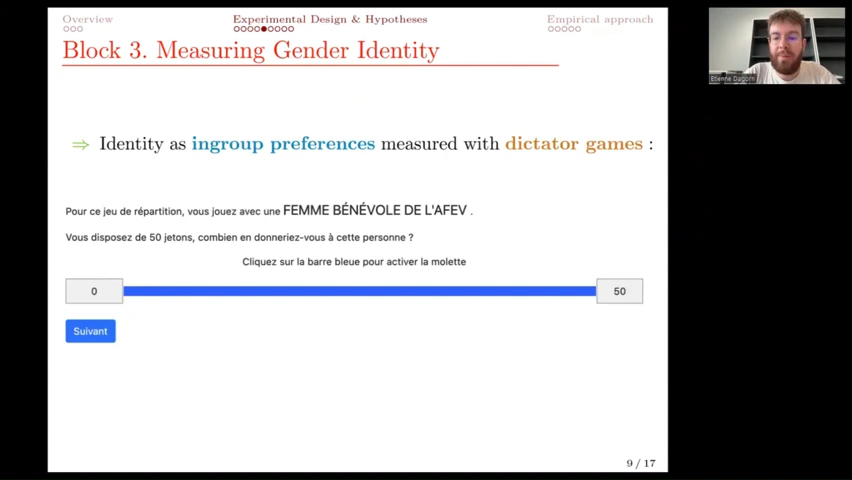 Overview
Experimental Design & Hypotheses
Empirical approach
Block 3. Measuring Gender Identity
⇒ Identity as ingroup preferences measured with dictator games :
Pour ce jeu de répartition, vous jouez avec une FEMME BÉNÉVOLE DE L'AFEV .
Vous disposez de 50 jetons, combien en donneriez-vous à cette personne ?
Cliquez sur la barre bleue pour activer la molette
0
50
Suivant
9 / 17
Etienne Dagorn